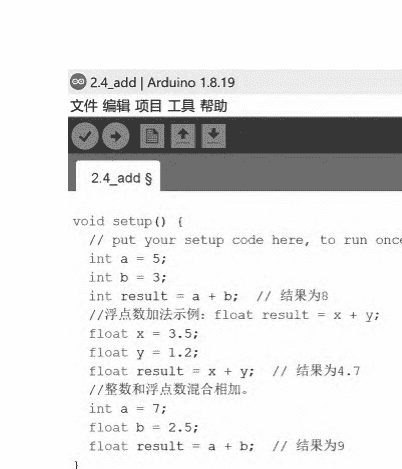 2.4_add | Arduino 1.8.19
文件 编辑 项目 工具 帮助
2.4_add §
void setup() {
// put your setup code here, to run once
int a = 5;
int b = 3;
int result = a + b;  // 结果为8
//浮点数加法示例：float result = x + y;
float x = 3.5;
float y = 1.2;
float result = x + y;  // 结果为4.7
//整数和浮点数混合相加。
int a = 7;
float b = 2.5;
float result = a + b;  // 结果为9
}